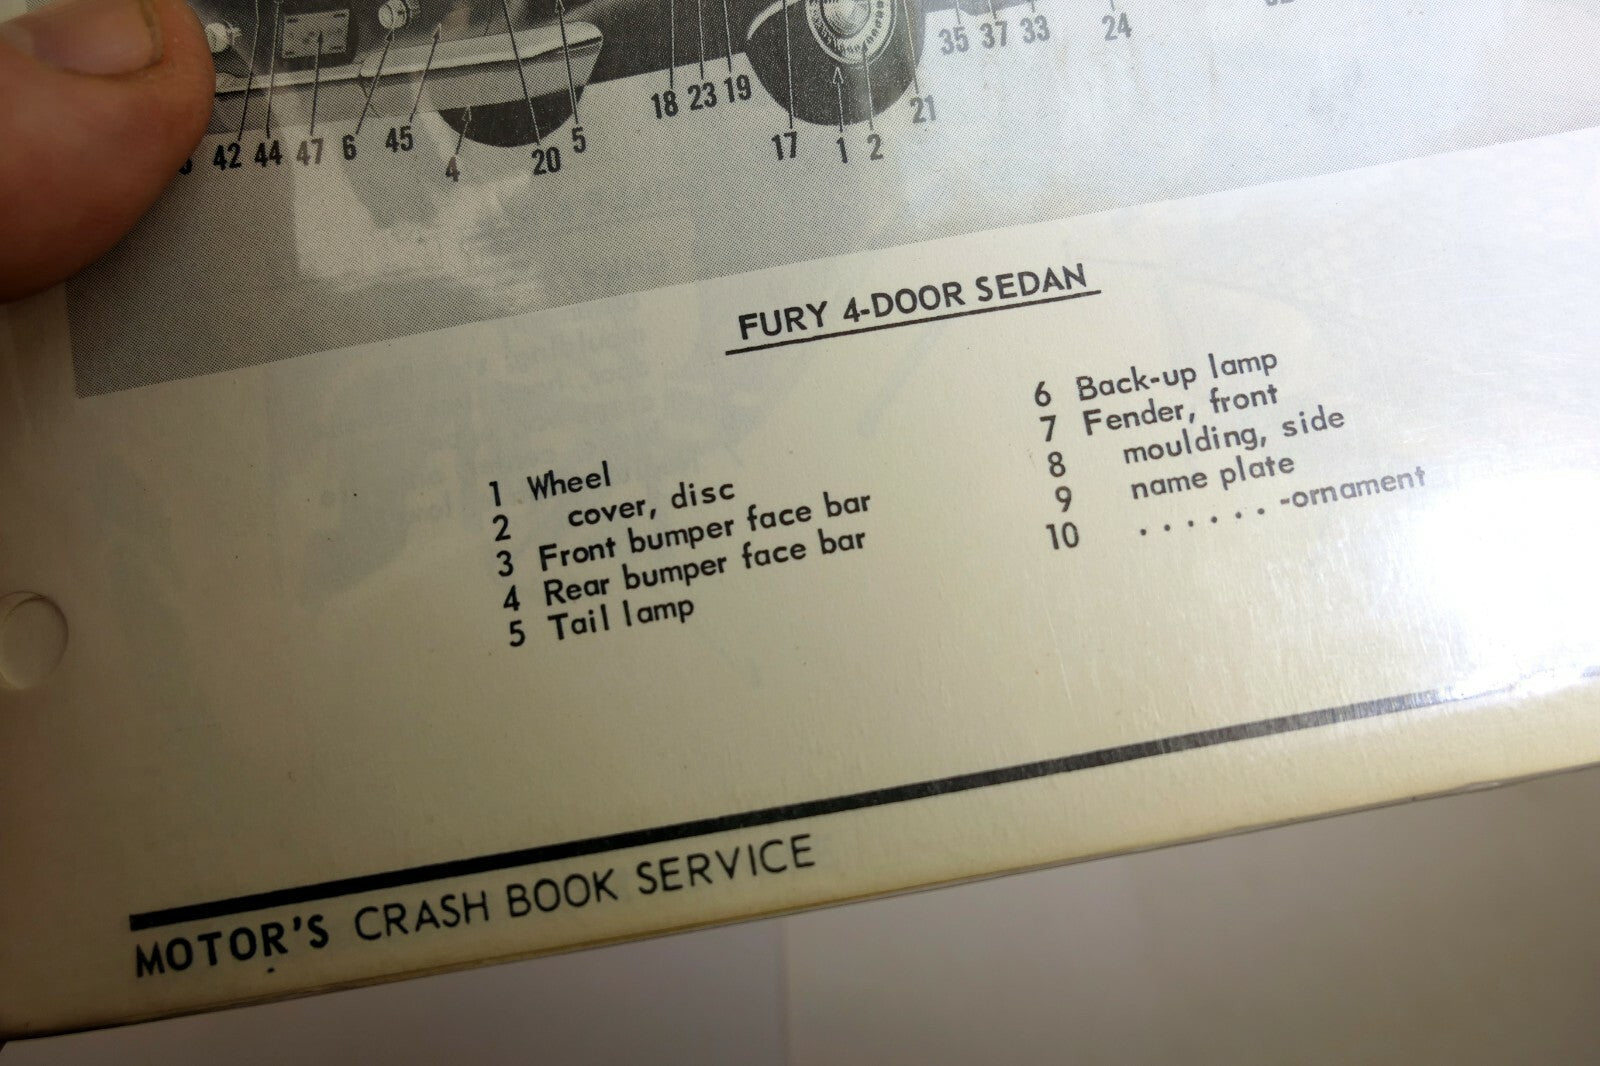 35 37 33 24
18 23 19
21
42 44 47 6 45 4 20 5
17 1 2
FURY 4-DOOR SEDAN
1 Wheel
2 cover, disc
3 Front bumper face bar
4 Rear bumper face bar
5 Tail lamp
6 Back-up lamp
7 Fender, front
8 moulding, side
9 name plate
10 . . . . . . -ornament
MOTOR'S CRASH BOOK SERVICE